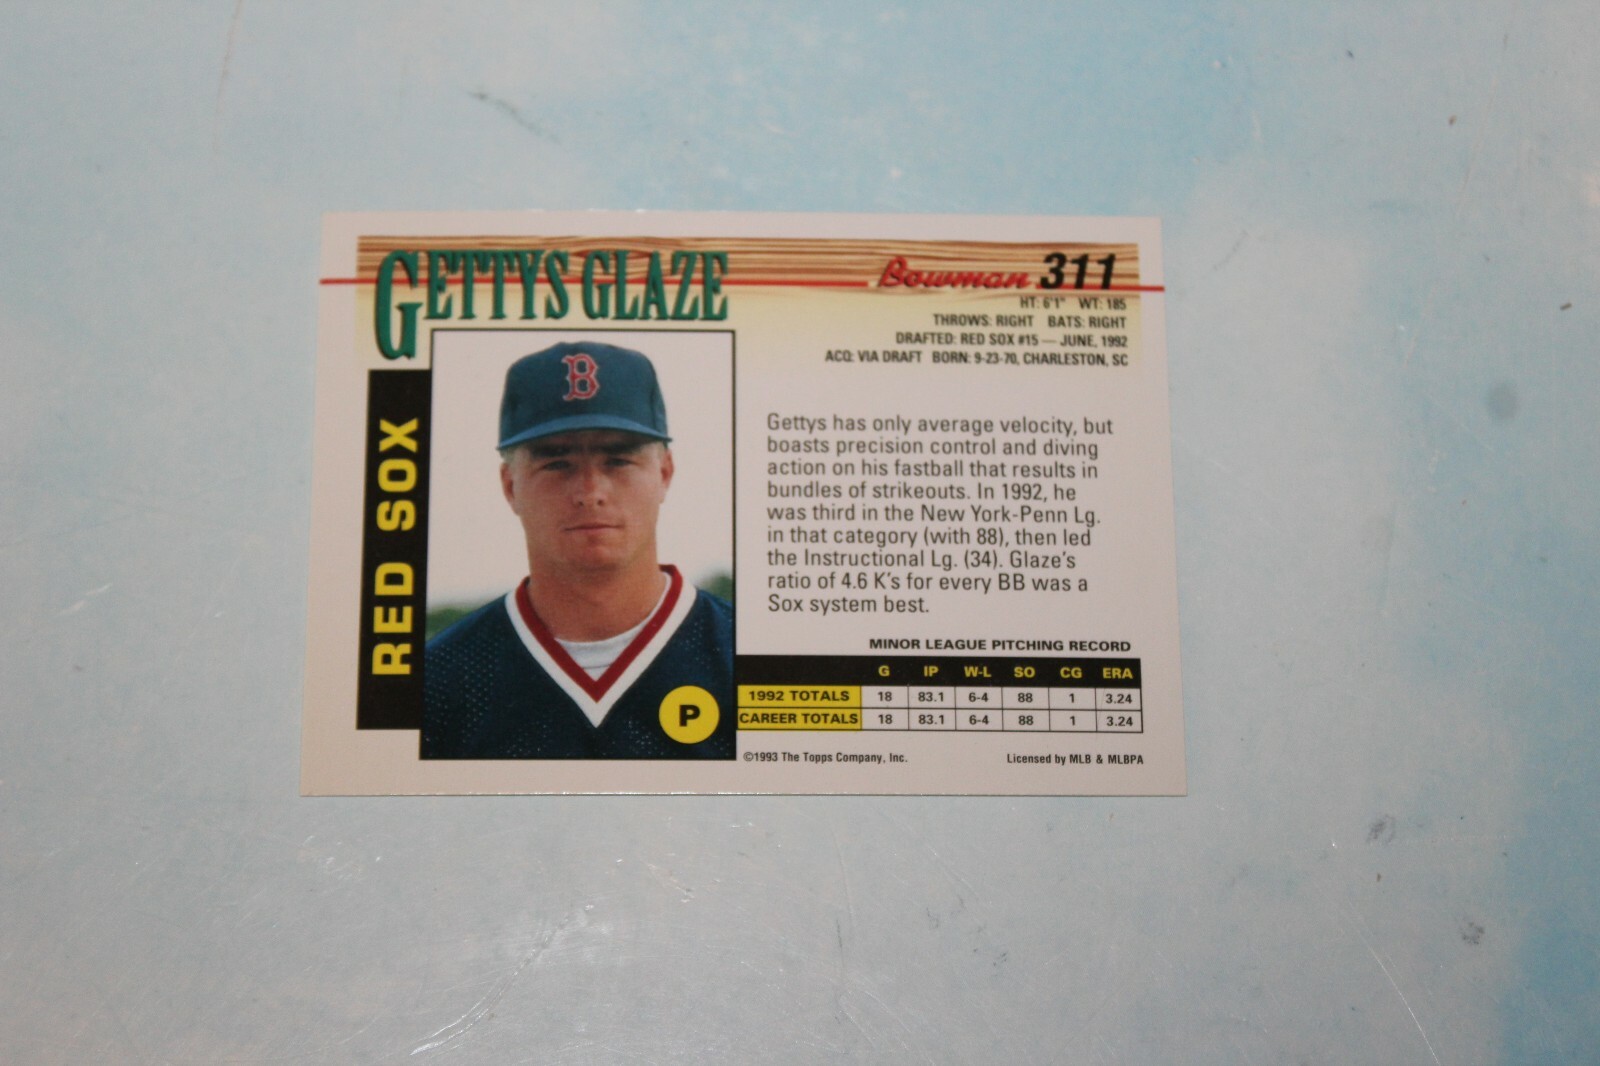 GETTYS GLAZE
Bowman 311
HT: 6'1" WT: 185
THROWS: RIGHT BATS: RIGHT
DRAFTED: RED SOX #15 — JUNE, 1992
ACQ: VIA DRAFT BORN: 9-23-70, CHARLESTON, SC
RED SOX
B
Gettys has only average velocity, but
boasts precision control and diving
action on his fastball that results in
bundles of strikeouts. In 1992, he
was third in the New York-Penn Lg.
in that category (with 88), then led
the Instructional Lg. (34). Glaze's
ratio of 4.6 K's for every BB was a
Sox system best.
P
MINOR LEAGUE PITCHING RECORD
G IP W-L SO CG ERA
1992 TOTALS 18 83.1 6-4 88 1 3.24
CAREER TOTALS 18 83.1 6-4 88 1 3.24
©1993 The Topps Company, Inc. Licensed by MLB & MLBPA